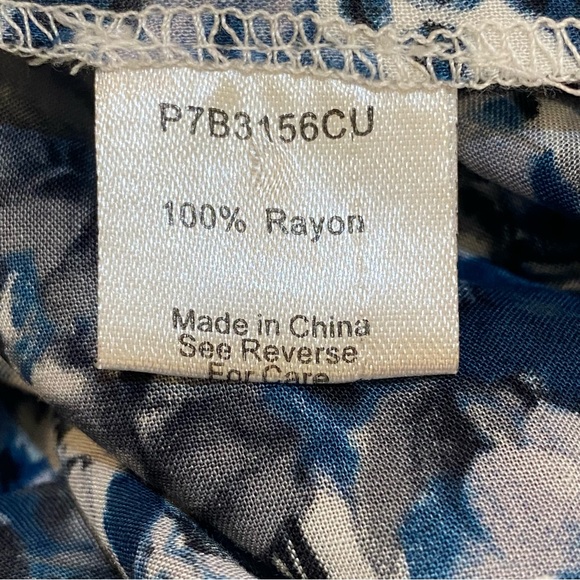 P7B3156CU
100% Rayon
Made in China
See Reverse
For Care